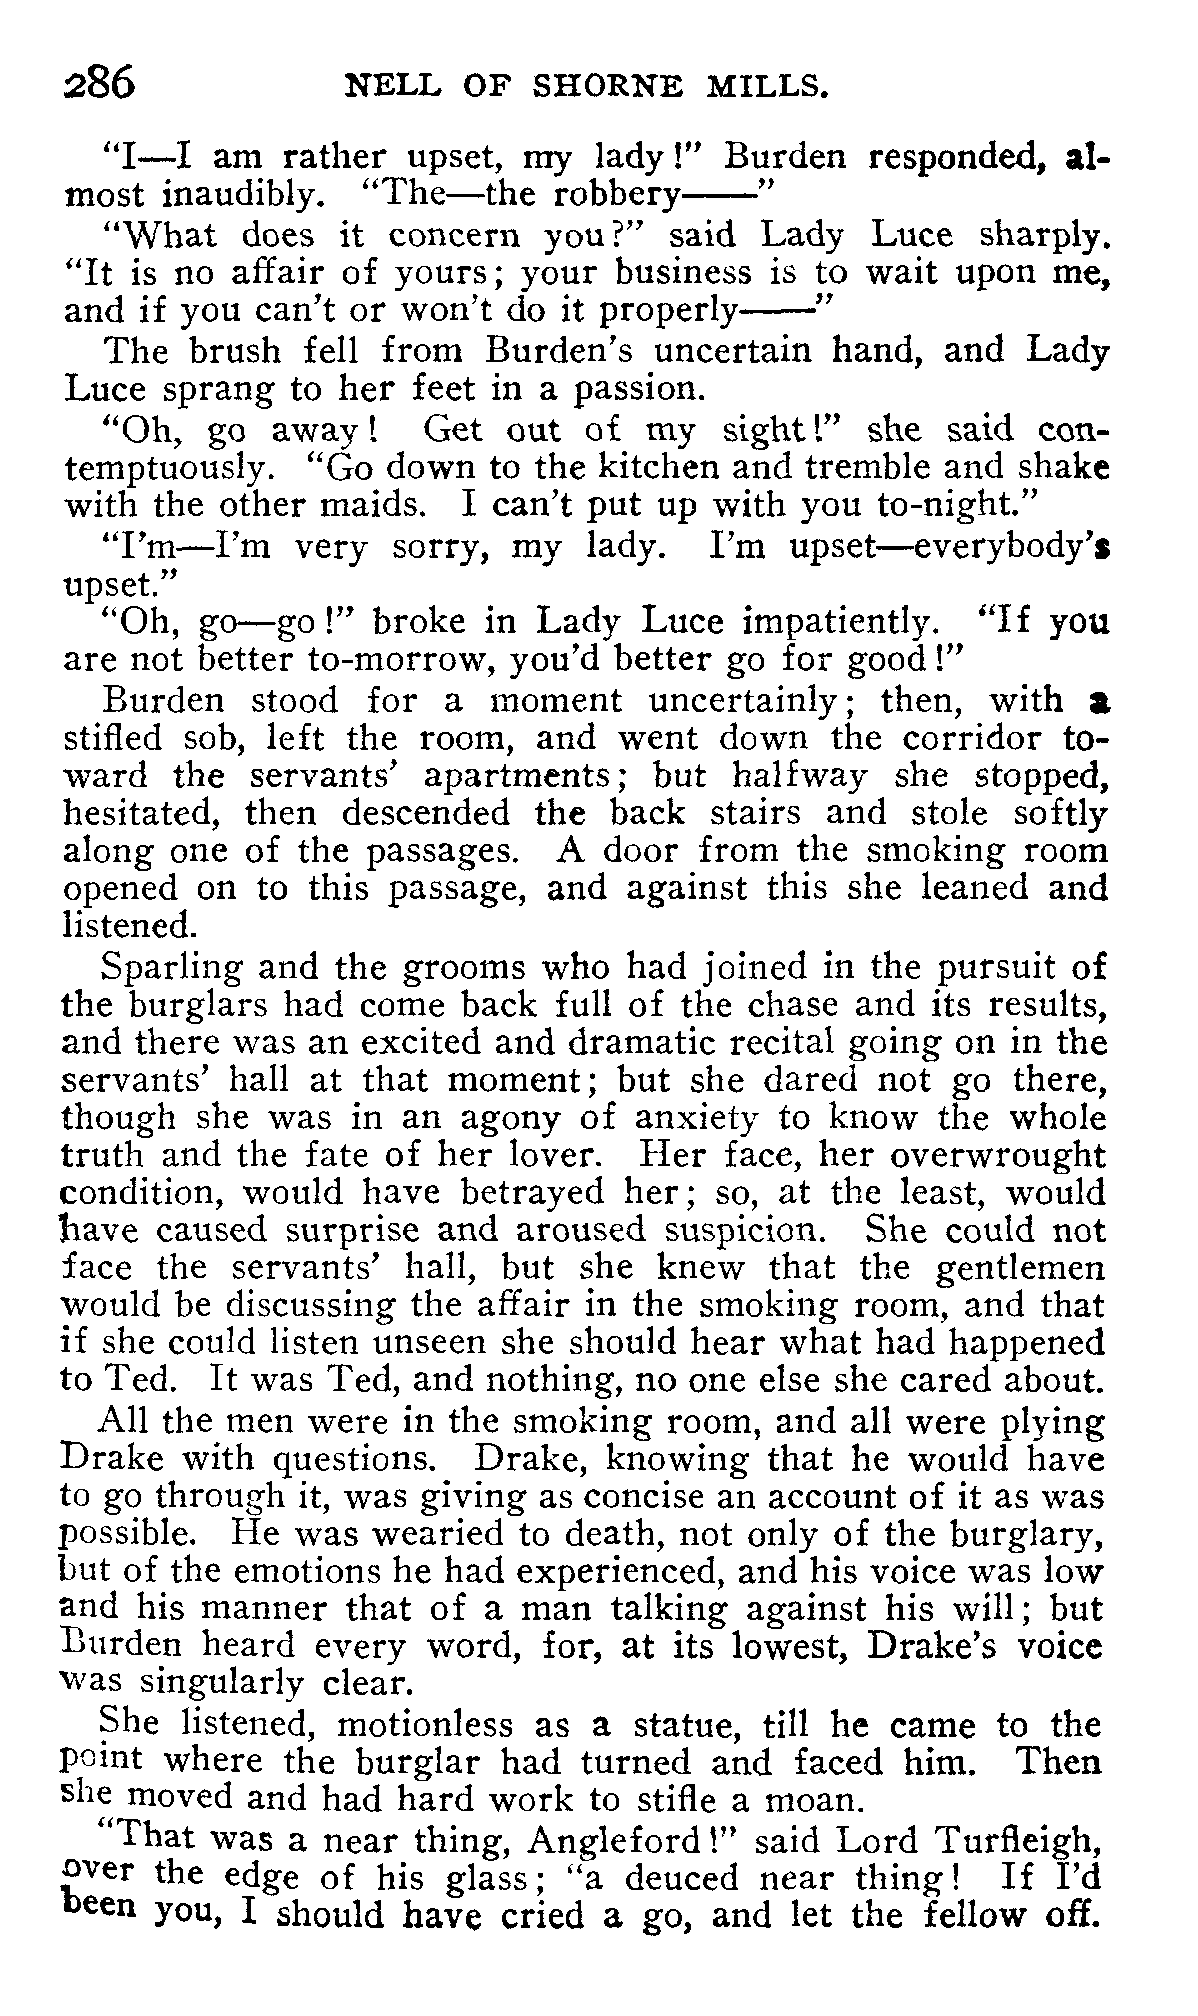 286 NELL OF SHORNE MILLS.
"I—I am rather upset, my lady!" Burden responded, al-
most inaudibly. "The—the robbery——"
"What does it concern you?" said Lady Luce sharply.
"It is no affair of yours; your business is to wait upon me,
and if you can't or won't do it properly——"
The brush fell from Burden's uncertain hand, and Lady
Luce sprang to her feet in a passion.
"Oh, go away! Get out of my sight!" she said con-
temptuously. "Go down to the kitchen and tremble and shake
with the other maids. I can't put up with you to-night."
"I'm—I'm very sorry, my lady. I'm upset—everybody's
upset."
"Oh, go—go!" broke in Lady Luce impatiently. "If you
are not better to-morrow, you'd better go for good!"
Burden stood for a moment uncertainly; then, with a
stifled sob, left the room, and went down the corridor to-
ward the servants' apartments; but halfway she stopped,
hesitated, then descended the back stairs and stole softly
along one of the passages. A door from the smoking room
opened on to this passage, and against this she leaned and
listened.
Sparling and the grooms who had joined in the pursuit of
the burglars had come back full of the chase and its results,
and there was an excited and dramatic recital going on in the
servants' hall at that moment; but she dared not go there,
though she was in an agony of anxiety to know the whole
truth and the fate of her lover. Her face, her overwrought
condition, would have betrayed her; so, at the least, would
have caused surprise and aroused suspicion. She could not
face the servants' hall, but she knew that the gentlemen
would be discussing the affair in the smoking room, and that
if she could listen unseen she should hear what had happened
to Ted. It was Ted, and nothing, no one else she cared about.
All the men were in the smoking room, and all were plying
Drake with questions. Drake, knowing that he would have
to go through it, was giving as concise an account of it as was
possible. He was wearied to death, not only of the burglary,
but of the emotions he had experienced, and his voice was low
and his manner that of a man talking against his will; but
Burden heard every word, for, at its lowest, Drake's voice
was singularly clear.
She listened, motionless as a statue, till he came to the
point where the burglar had turned and faced him. Then
she moved and had hard work to stifle a moan.
"That was a near thing, Angleford!" said Lord Turfleigh,
over the edge of his glass; "a deuced near thing! If I'd
been you, I should have cried a go, and let the fellow off.